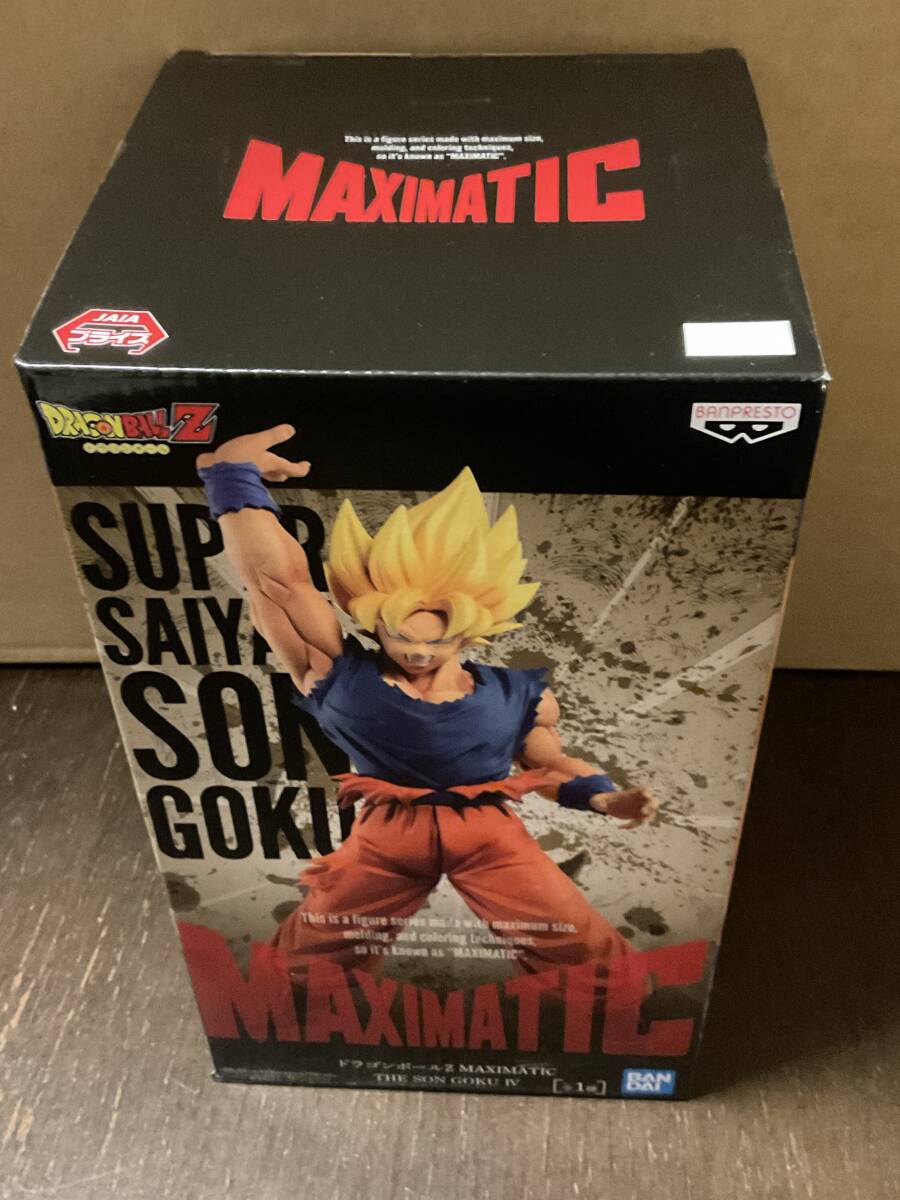 This is a figure series made with maximum size,
molding, and coloring techniques,
so it's known as "MAXIMATIC".
MAXIMATIC
JAIA
プライズ
DRAGON BALL Z
BANPRESTO
SUPER
SAIYAN
SON
GOKU
This is a figure series made with maximum size,
molding, and coloring techniques,
so it's known as "MAXIMATIC".
MAXIMATIC
ドラゴンボールZ MAXIMATIC
THE SON GOKU IV
[全1種]
BAN
DAI